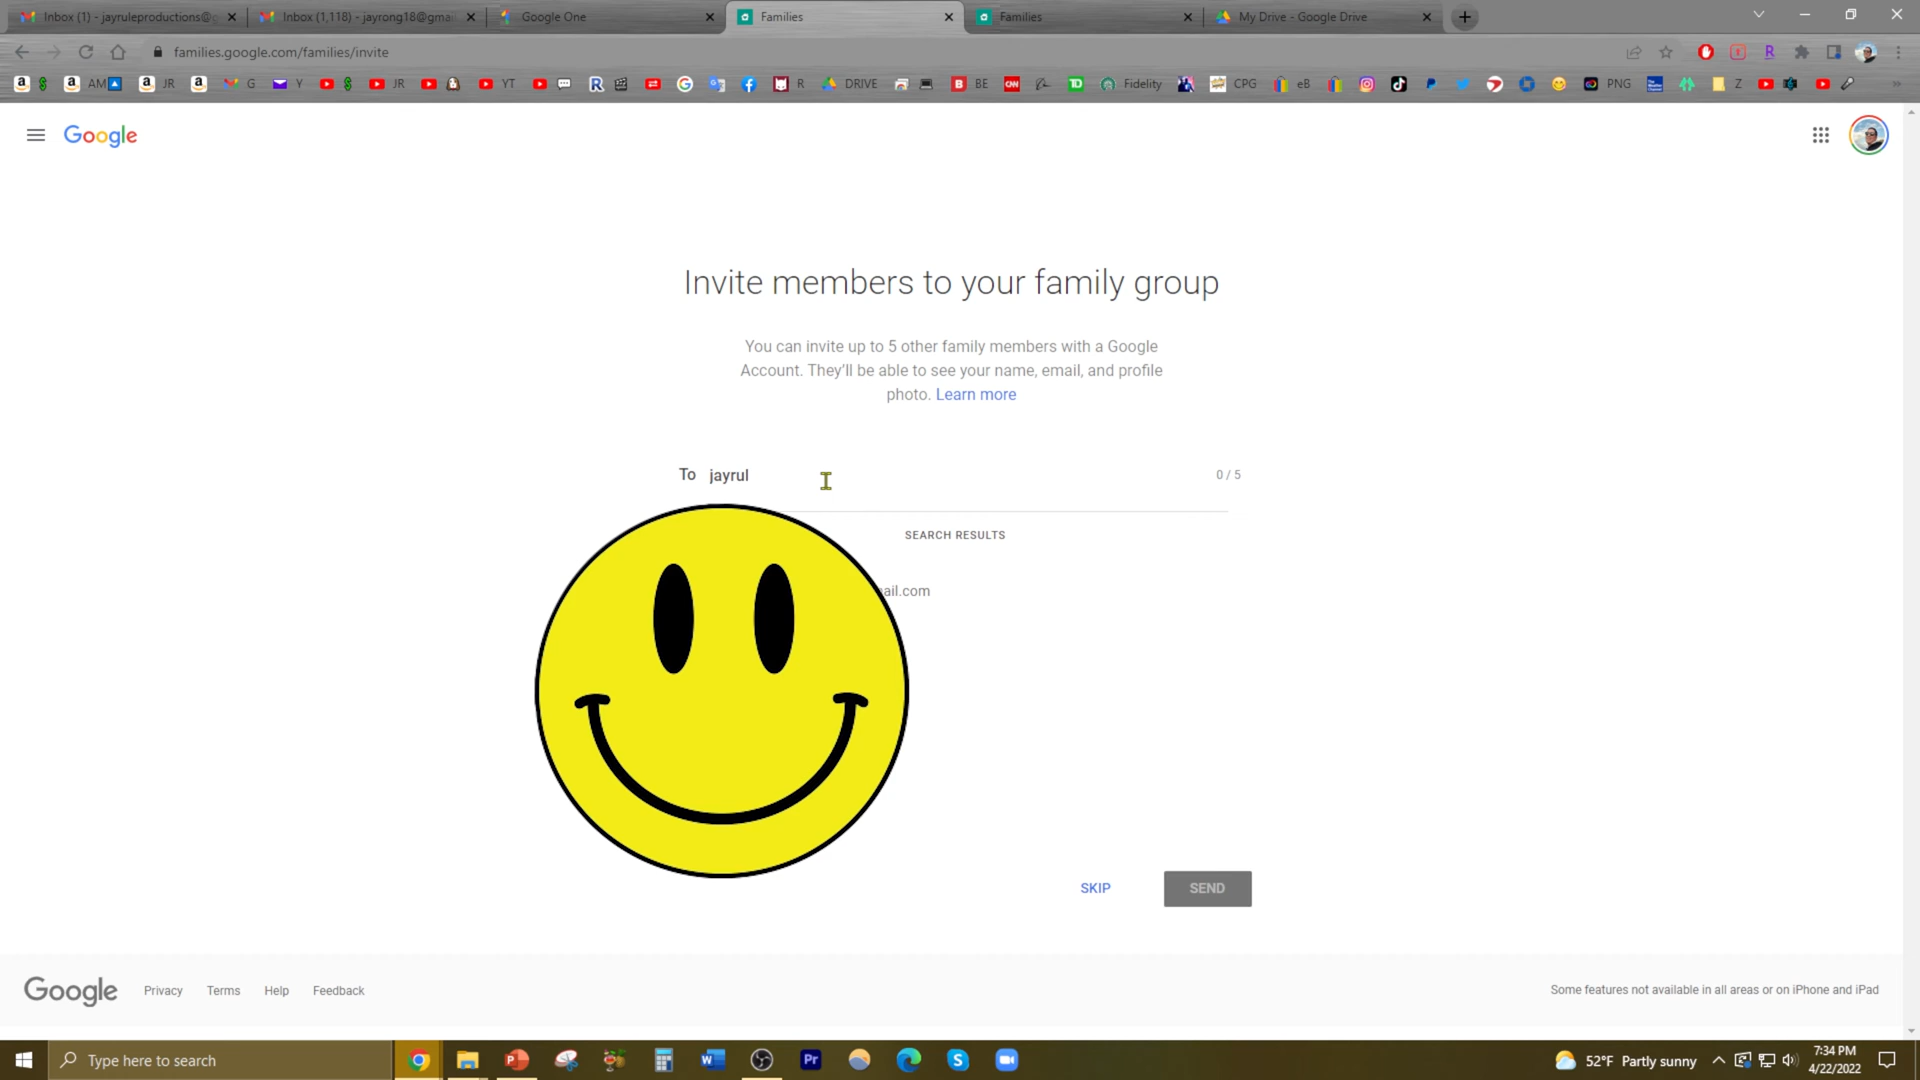 Inbox (1) - jayruleproductions@g
Inbox (1,118) - jayrong18@gmai
Google One
Families
Families
My Drive - Google Drive
families.google.com/families/invite
AM
JR
G
Y
JR
YT
R
DRIVE
BE
CNN
TD
Fidelity
CPG
eB
PNG
Z
Google
Invite members to your family group
You can invite up to 5 other family members with a Google
Account. They'll be able to see your name, email, and profile
photo. Learn more
To jayrul
0 / 5
SEARCH RESULTS
ail.com
SKIP
SEND
Google
Privacy
Terms
Help
Feedback
Some features not available in all areas or on iPhone and iPad
Type here to search
52°F Partly sunny
7:34 PM
4/22/2022